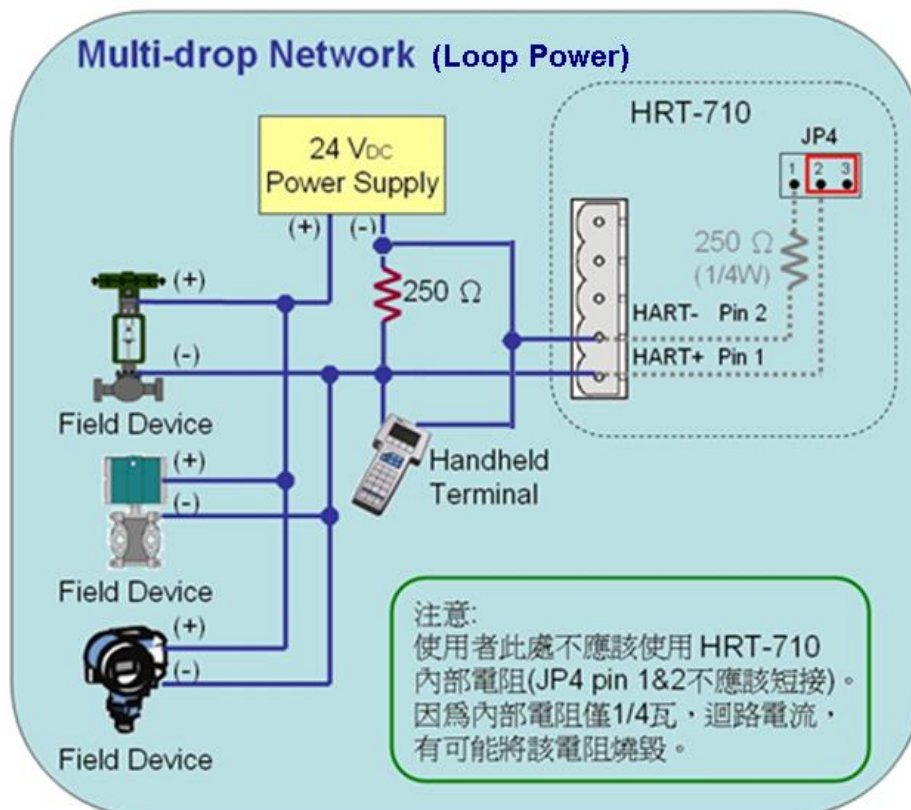 Multi-drop Network (Loop Power)
HRT-710
JP4
1 2 3
24 VDC
Power Supply
(+) (-)
250 Ω
250 Ω
(1/4W)
HART- Pin 2
HART+ Pin 1
(+)
(-)
Field Device
Handheld
Terminal
(+)
(-)
Field Device
(+)
(-)
Field Device
注意:
使用者此處不應該使用 HRT-710
內部電阻(JP4 pin 1&2不應該短接)。
因為內部電阻僅1/4瓦，迴路電流，
有可能將該電阻燒毀。